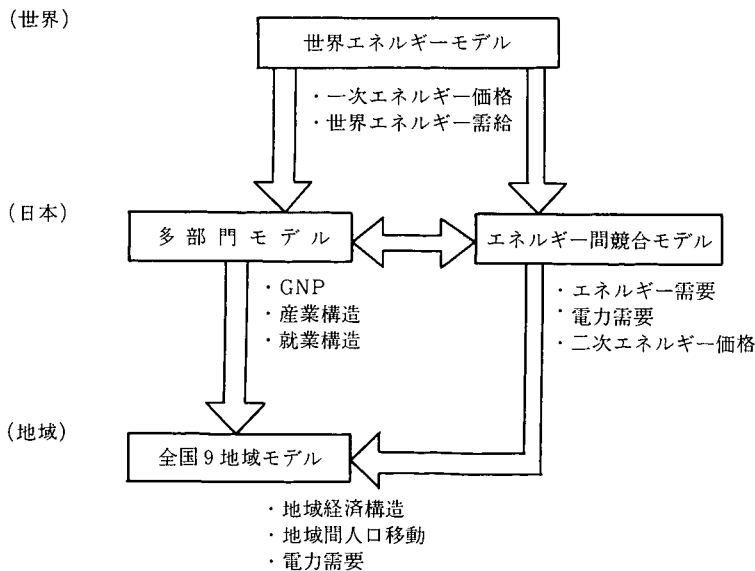 (世界)
世界エネルギーモデル
・一次エネルギー価格
・世界エネルギー需給
(日本)
多部門モデル
エネルギー間競合モデル
・GNP
・産業構造
・就業構造
・エネルギー需要
・電力需要
・二次エネルギー価格
(地域)
全国9地域モデル
・地域経済構造
・地域間人口移動
・電力需要